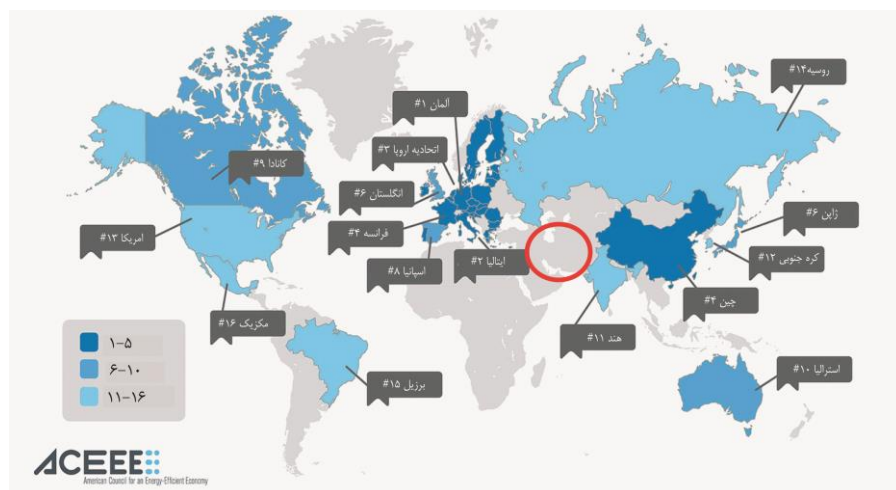 روسیه ۱۴#
آلمان ۱#
اتحادیه اروپا ۳#
کانادا ۹#
انگلستان ۶#
ژاپن ۶#
فرانسه ۴#
امریکا ۱۳#
کره جنوبی ۱۲#
ایتالیا ۲#
اسپانیا ۸#
چین ۴#
مکزیک ۱۶#
هند ۱۱#
۱-۵
۶-۱۰
۱۱-۱۶
استرالیا ۱۰#
برزیل ۱۵#
ACEEE
American Council for an Energy-Efficient Economy